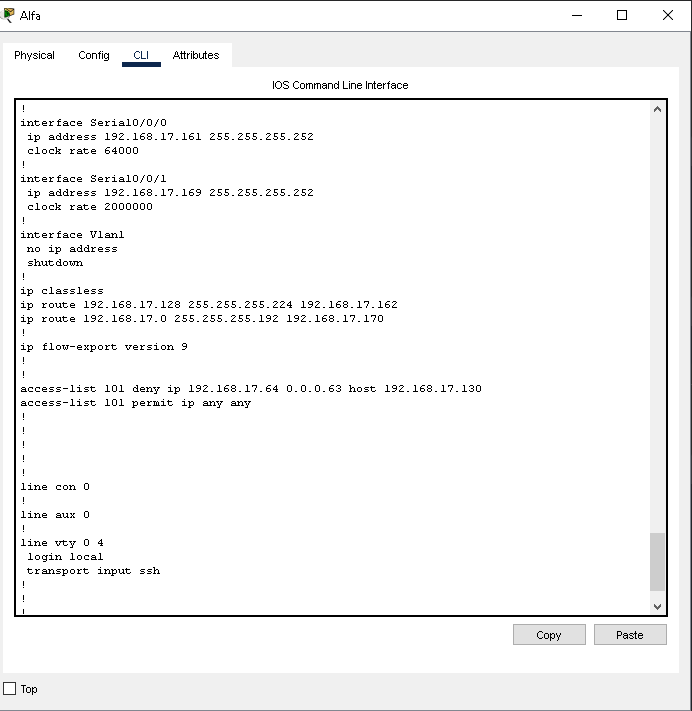 Alfa
Physical Config CLI Attributes
IOS Command Line Interface
!
interface Serial0/0/0
ip address 192.168.17.161 255.255.255.252
clock rate 64000
!
interface Serial0/0/1
ip address 192.168.17.169 255.255.255.252
clock rate 2000000
!
interface Vlan1
no ip address
shutdown
!
ip classless
ip route 192.168.17.128 255.255.255.224 192.168.17.162
ip route 192.168.17.0 255.255.255.192 192.168.17.170
!
ip flow-export version 9
!
!
access-list 101 deny ip 192.168.17.64 0.0.0.63 host 192.168.17.130
access-list 101 permit ip any any
!
!
!
!
!
line con 0
!
line aux 0
!
line vty 0 4
login local
transport input ssh
!
!
!
Copy Paste
Top